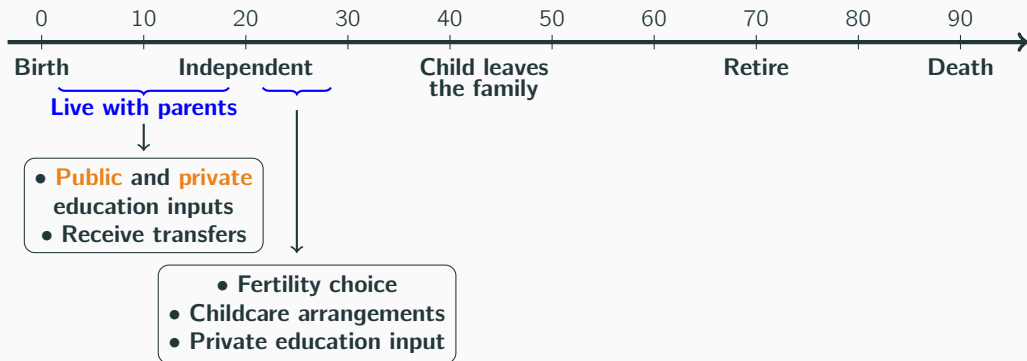 0 10 20 30 40 50 60 70 80 90
Birth Independent Child leaves Retire Death
the family
Live with parents
• Public and private
education inputs
• Receive transfers
• Fertility choice
• Childcare arrangements
• Private education input